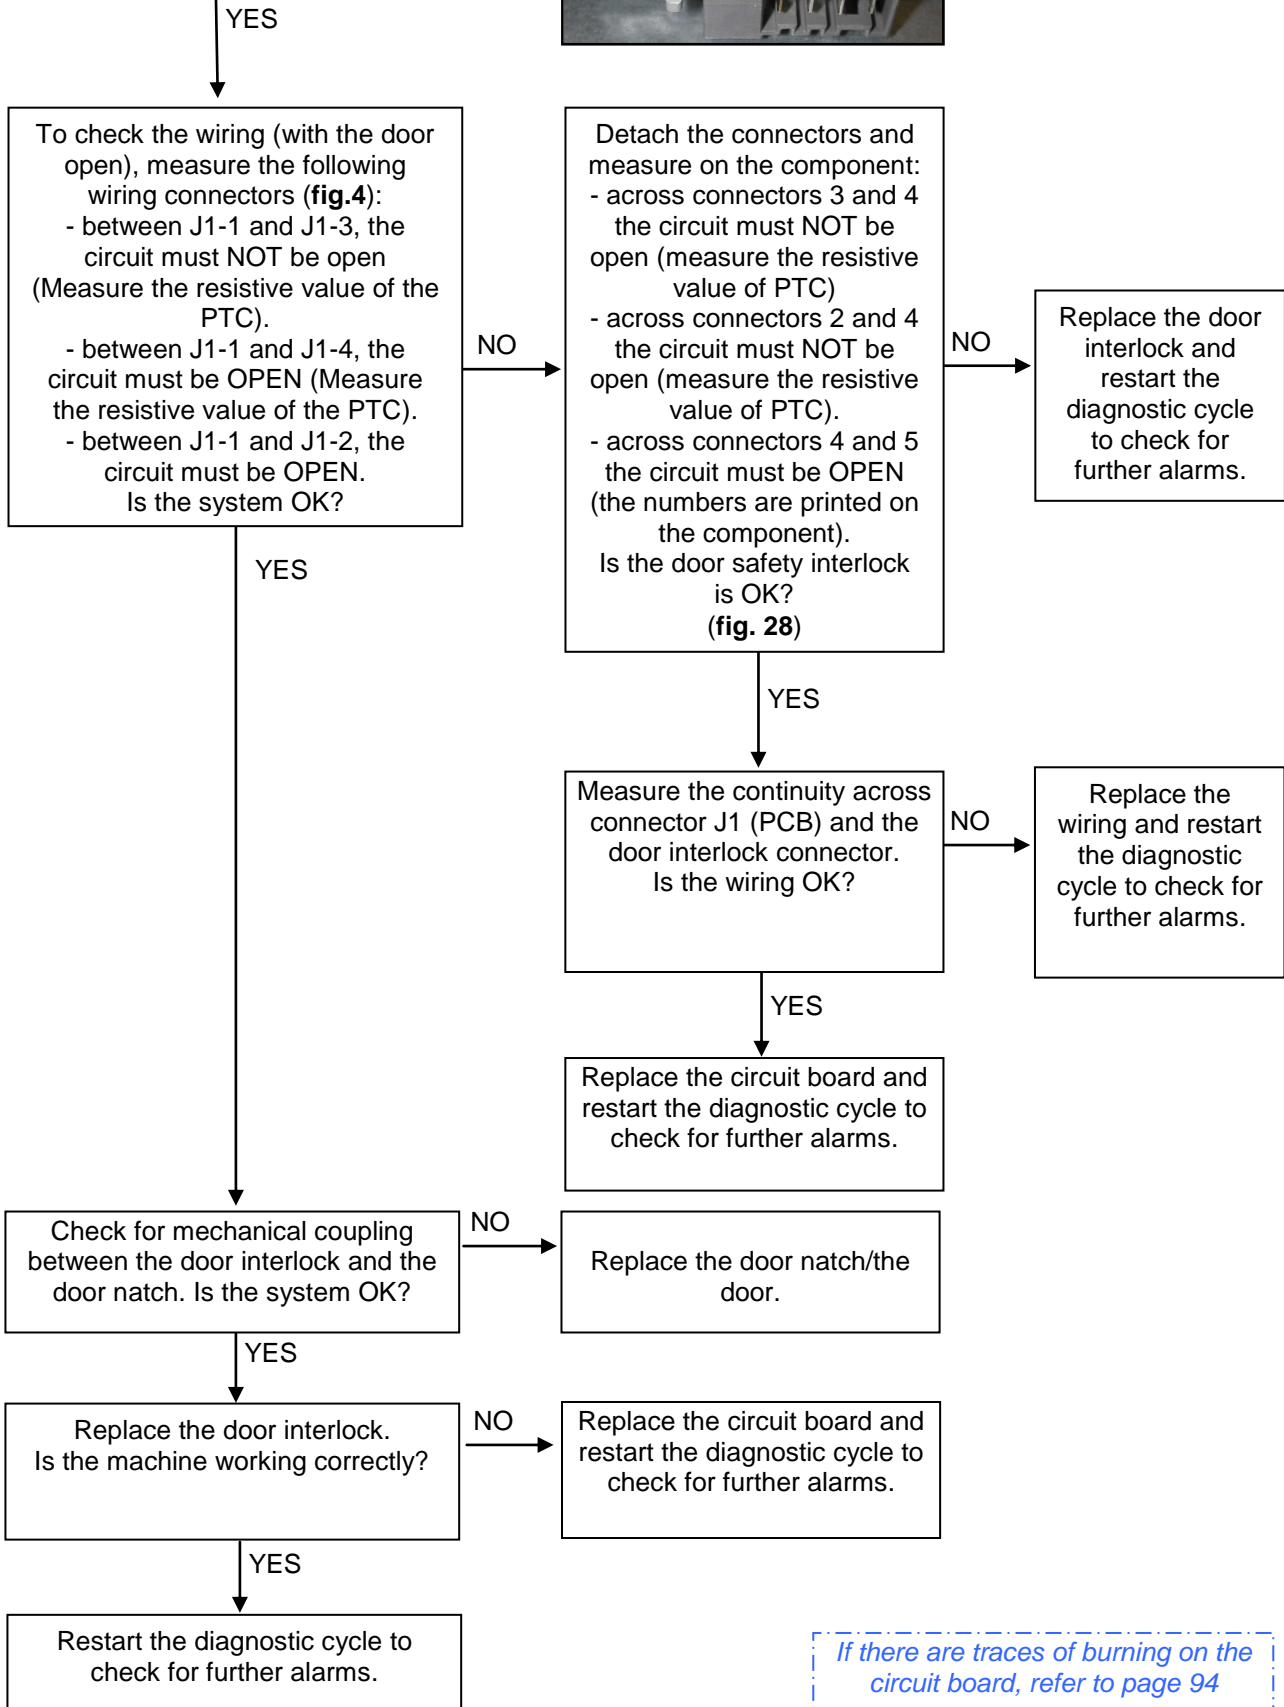 YES
To check the wiring (with the door
open), measure the following
wiring connectors (fig.4):
- between J1-1 and J1-3, the
circuit must NOT be open
(Measure the resistive value of the
PTC).
- between J1-1 and J1-4, the
circuit must be OPEN (Measure
the resistive value of the PTC).
- between J1-1 and J1-2, the
circuit must be OPEN.
Is the system OK?
NO
Detach the connectors and
measure on the component:
- across connectors 3 and 4
the circuit must NOT be
open (measure the resistive
value of PTC)
- across connectors 2 and 4
the circuit must NOT be
open (measure the resistive
value of PTC).
- across connectors 4 and 5
the circuit must be OPEN
(the numbers are printed on
the component).
Is the door safety interlock
is OK?
(fig. 28)
NO
Replace the door
interlock and
restart the
diagnostic cycle
to check for
further alarms.
YES
YES
Measure the continuity across
connector J1 (PCB) and the
door interlock connector.
Is the wiring OK?
NO
Replace the
wiring and restart
the diagnostic
cycle to check for
further alarms.
YES
Replace the circuit board and
restart the diagnostic cycle to
check for further alarms.
Check for mechanical coupling
between the door interlock and the
door natch. Is the system OK?
NO
Replace the door natch/the
door.
YES
Replace the door interlock.
Is the machine working correctly?
NO
Replace the circuit board and
restart the diagnostic cycle to
check for further alarms.
YES
Restart the diagnostic cycle to
check for further alarms.
If there are traces of burning on the
circuit board, refer to page 94